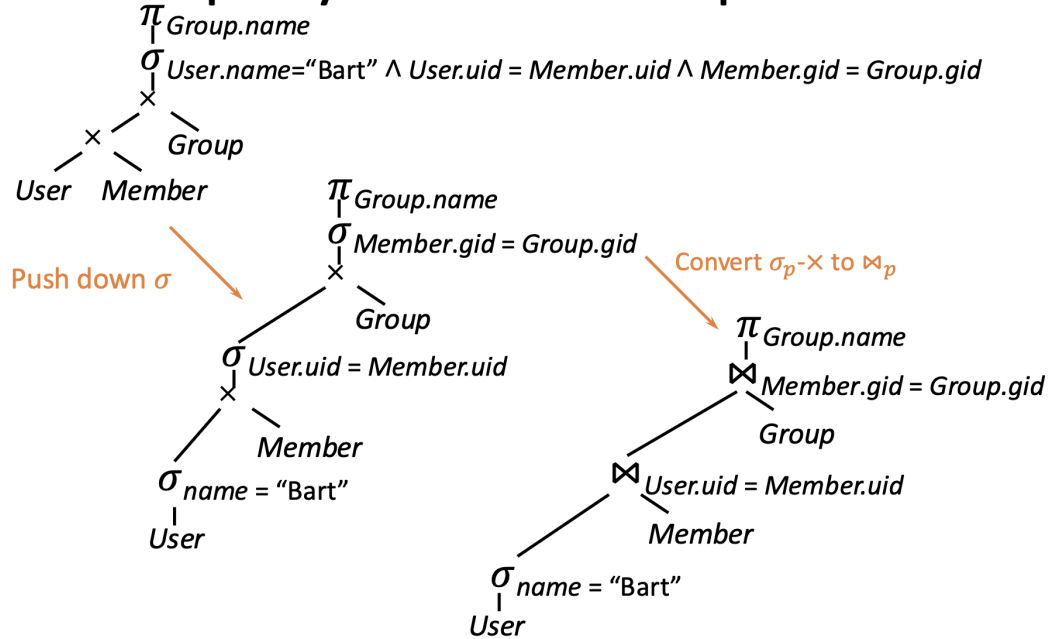 π Group.name
σ User.name="Bart” ∧ User.uid = Member.uid ∧ Member.gid = Group.gid
×
× Group
User Member
Push down σ
π Group.name
σ Member.gid = Group.gid
×
Group
σ User.uid = Member.uid
×
Member
σ name = “Bart”
User
Convert σp-× to ⋈p
π Group.name
⋈ Member.gid = Group.gid
Group
⋈ User.uid = Member.uid
Member
σ name = “Bart”
User